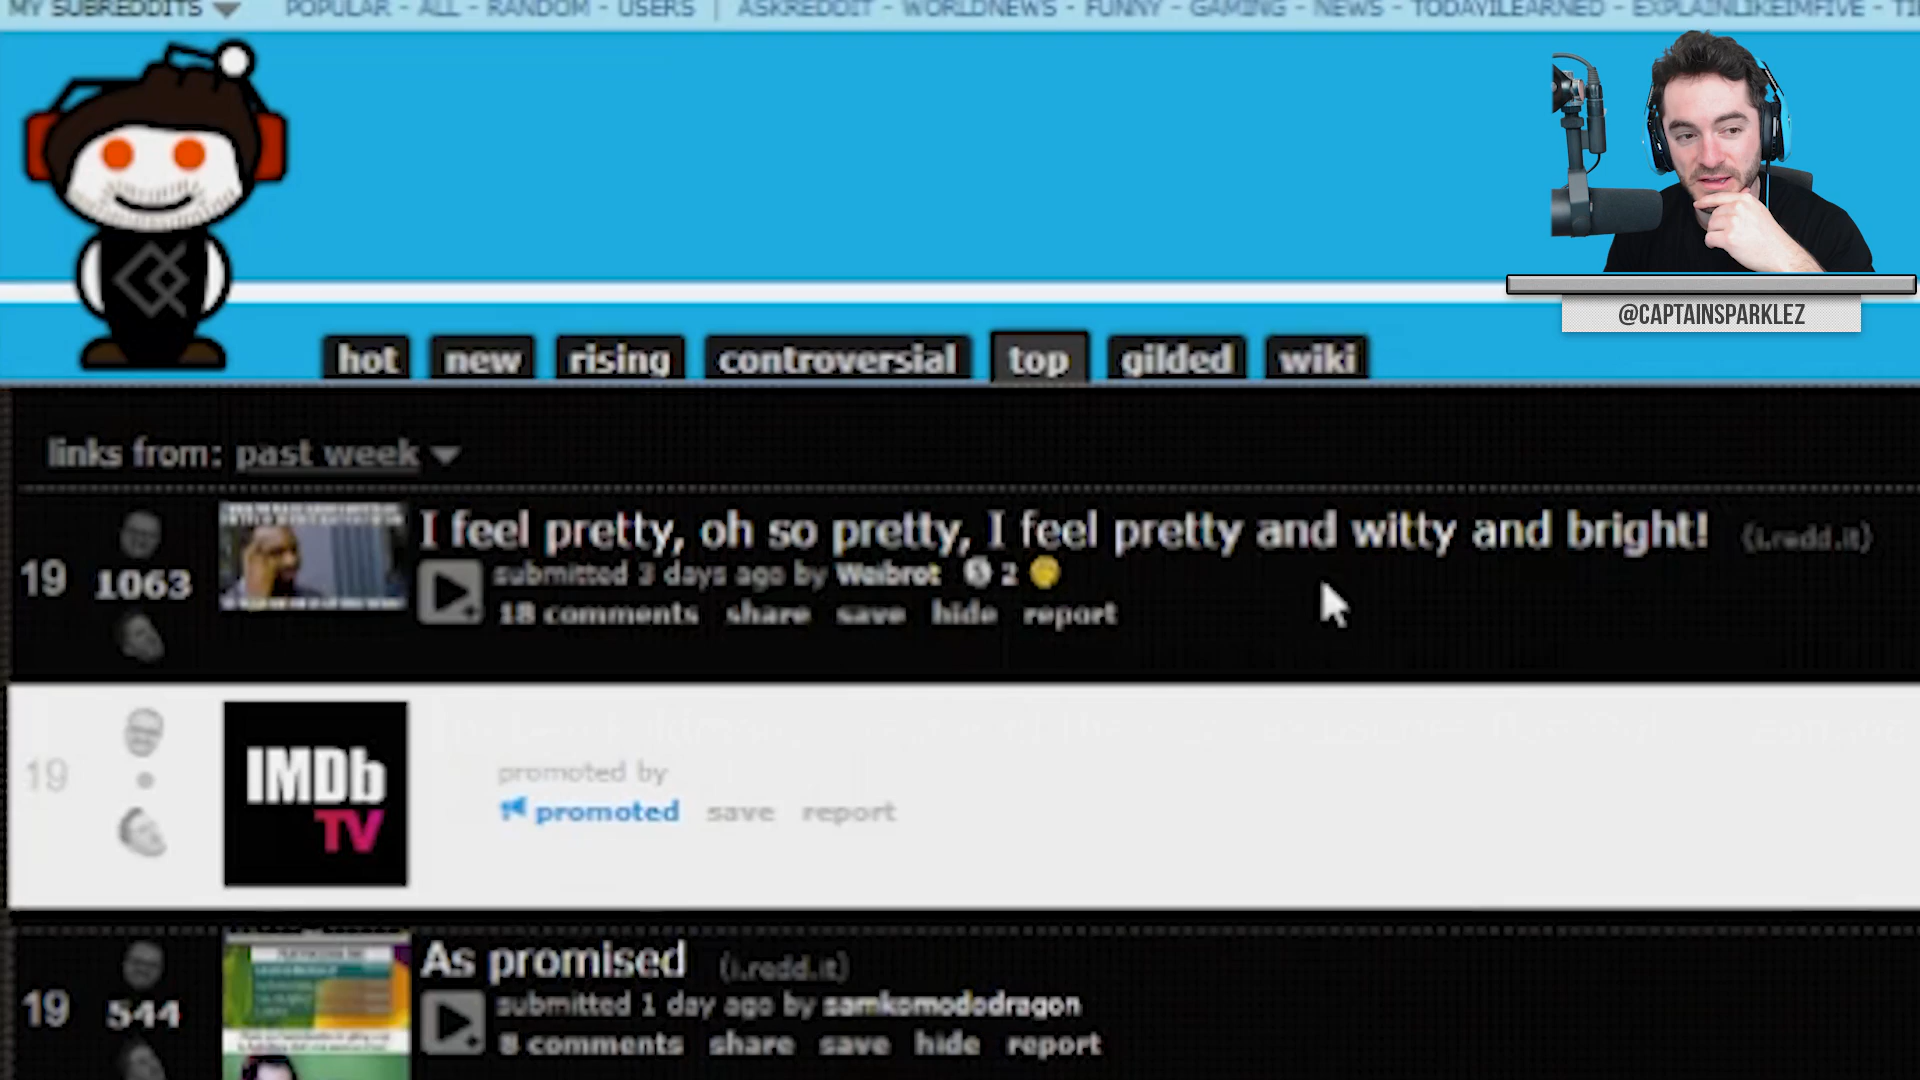 MY SUBREDDITS
POPULAR - ALL - RANDOM - USERS | ASKREDDIT - WORLDNEWS - FUNNY - GAMING - NEWS - TODAYILEARNED - EXPLAINLIKEIMFIVE -
@CAPTAINSPARKLEZ
hot new rising controversial top gilded wiki
links from: past week
I feel pretty, oh so pretty, I feel pretty and witty and bright! (i.redd.it)
submitted 3 days ago by Weibrot 2
19 1063
18 comments share save hide report
IMDb
TV
promoted by
19
promoted save report
As promised (i.redd.it)
submitted 1 day ago by samkomododragon
19 544
8 comments share save hide report